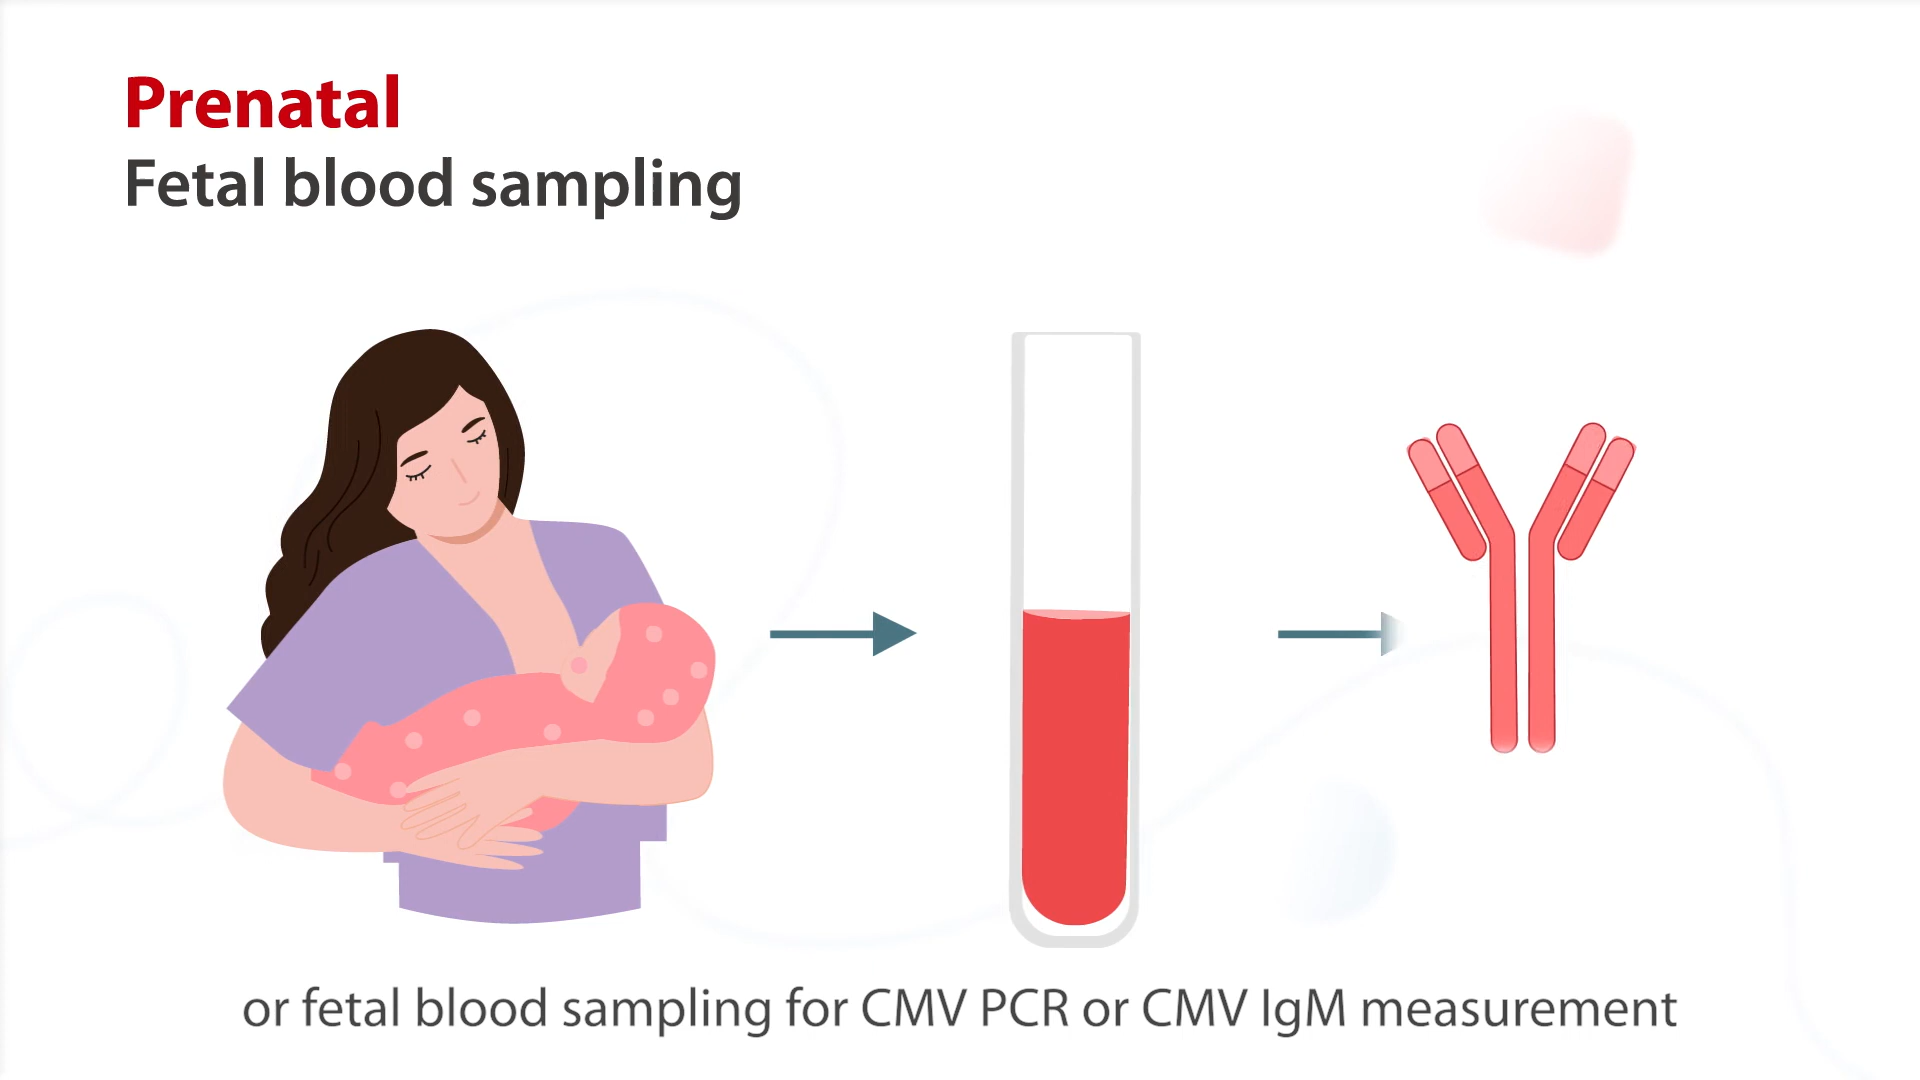 Prenatal
Fetal blood sampling
or fetal blood sampling for CMV PCR or CMV IgM measurement